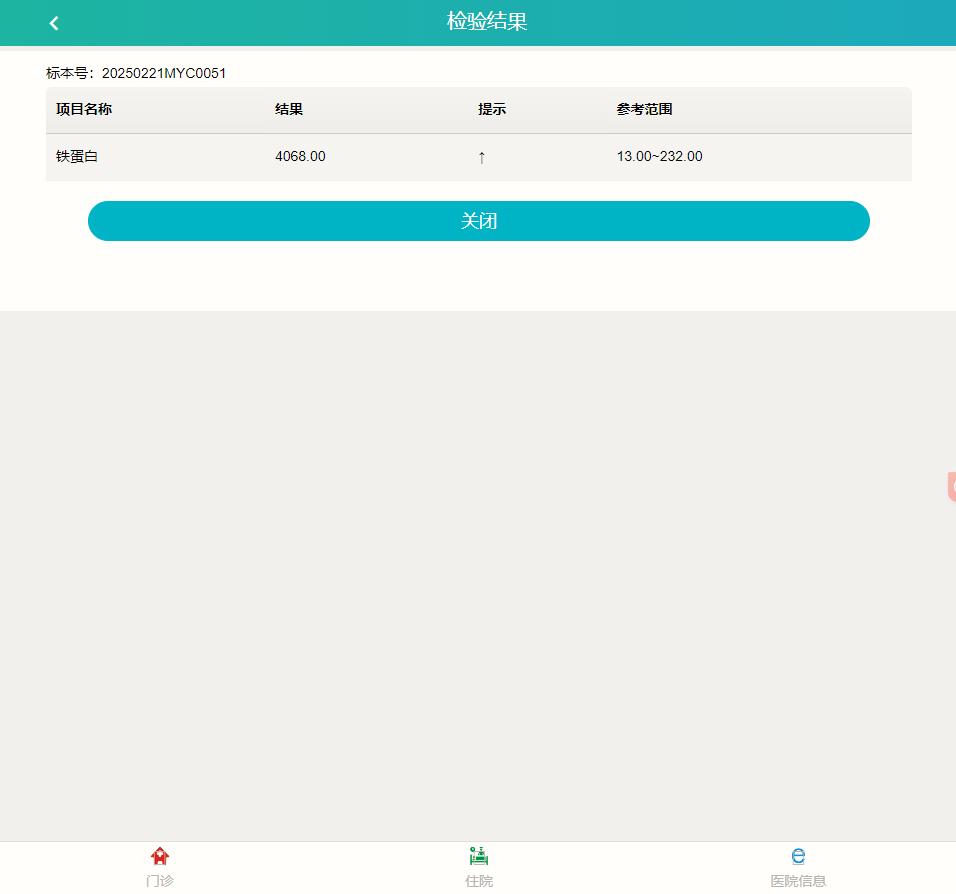 检验结果
标本号：20250221MYC0051
项目名称 结果 提示 参考范围
铁蛋白 4068.00 ↑ 13.00~232.00
关闭
门诊 住院 医院信息